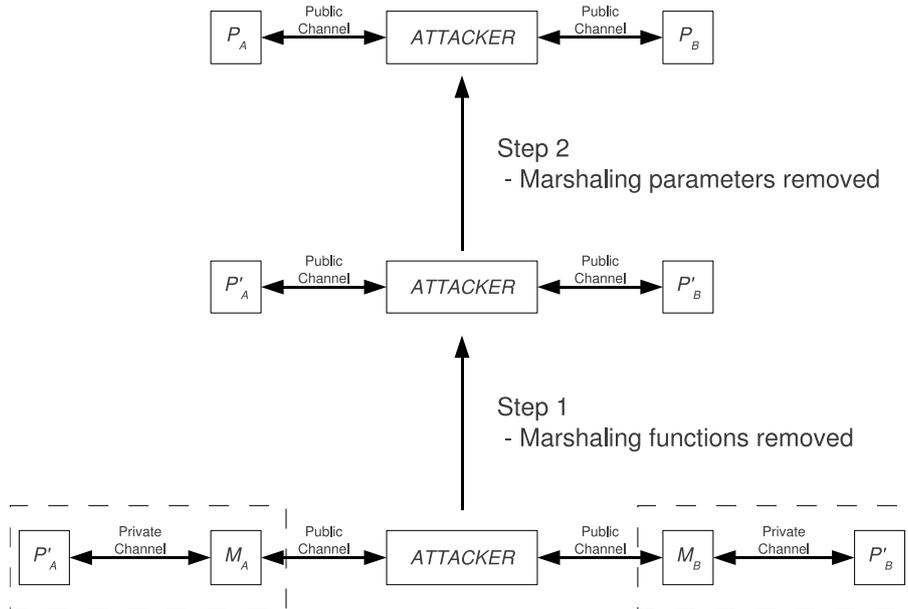 Public
Channel
Public
Channel
P_A
ATTACKER
P_B
Step 2
- Marshaling parameters removed
Public
Channel
Public
Channel
P'_A
ATTACKER
P'_B
Step 1
- Marshaling functions removed
Private
Channel
Public
Channel
Public
Channel
Private
Channel
P'_A
M_A
ATTACKER
M_B
P'_B